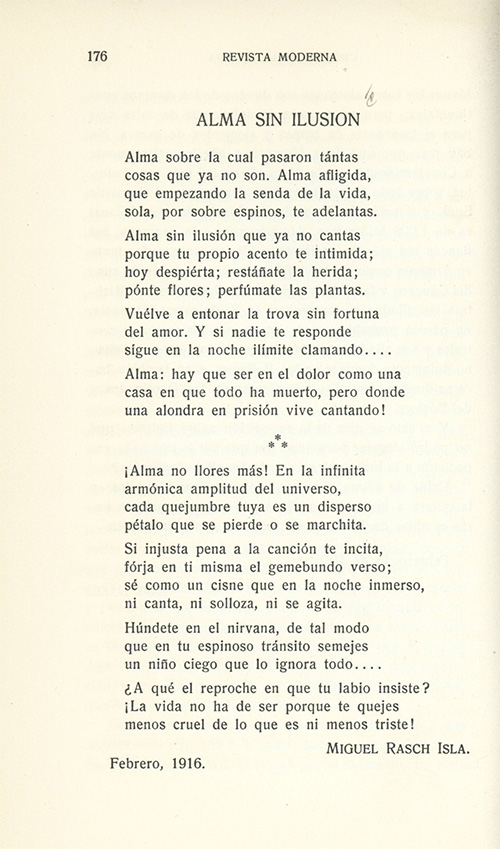 176
REVISTA MODERNA
ALMA SIN ILUSION
Alma sobre la cual pasaron tántas
cosas que ya no son. Alma afligida,
que empezando la senda de la vida,
sola, por sobre espinos, te adelantas.
Alma sin ilusión que ya no cantas
porque tu propio acento te intimida;
hoy despiérta; restáñate la herida;
pónte flores; perfúmate las plantas.
Vuélve a entonar la trova sin fortuna
del amor. Y si nadie te responde
sígue en la noche ilímite clamando....
Alma: hay que ser en el dolor como una
casa en que todo ha muerto, pero donde
una alondra en prisión vive cantando!
* * *
¡Alma no llores más! En la infinita
armónica amplitud del universo,
cada quejumbre tuya es un disperso
pétalo que se pierde o se marchita.
Si injusta pena a la canción te incita,
fórja en ti misma el gemebundo verso;
sé como un cisne que en la noche inmerso,
ni canta, ni solloza, ni se agita.
Húndete en el nirvana, de tal modo
que en tu espinoso tránsito semejes
un niño ciego que lo ignora todo....
¿A qué el reproche en que tu labio insiste?
¡La vida no ha de ser porque te quejes
menos cruel de lo que es ni menos triste!
MIGUEL RASCH ISLA.
Febrero, 1916.